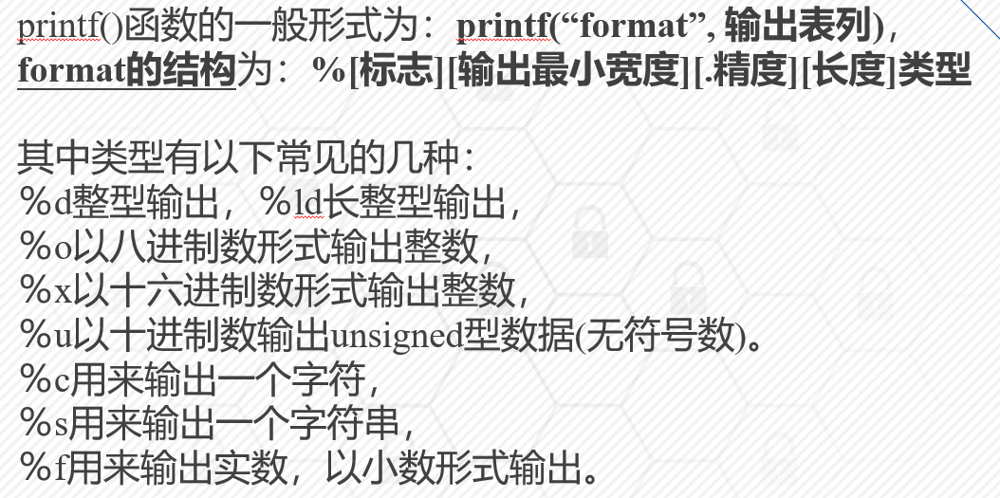 printf()函数的一般形式为：printf(“format”, 输出表列),
format的结构为：%[标志][输出最小宽度][.精度][长度]类型
其中类型有以下常见的几种：
%d整型输出，%ld长整型输出，
%o以八进制数形式输出整数，
%x以十六进制数形式输出整数，
%u以十进制数输出unsigned型数据(无符号数)。
%c用来输出一个字符，
%s用来输出一个字符串，
%f用来输出实数，以小数形式输出。